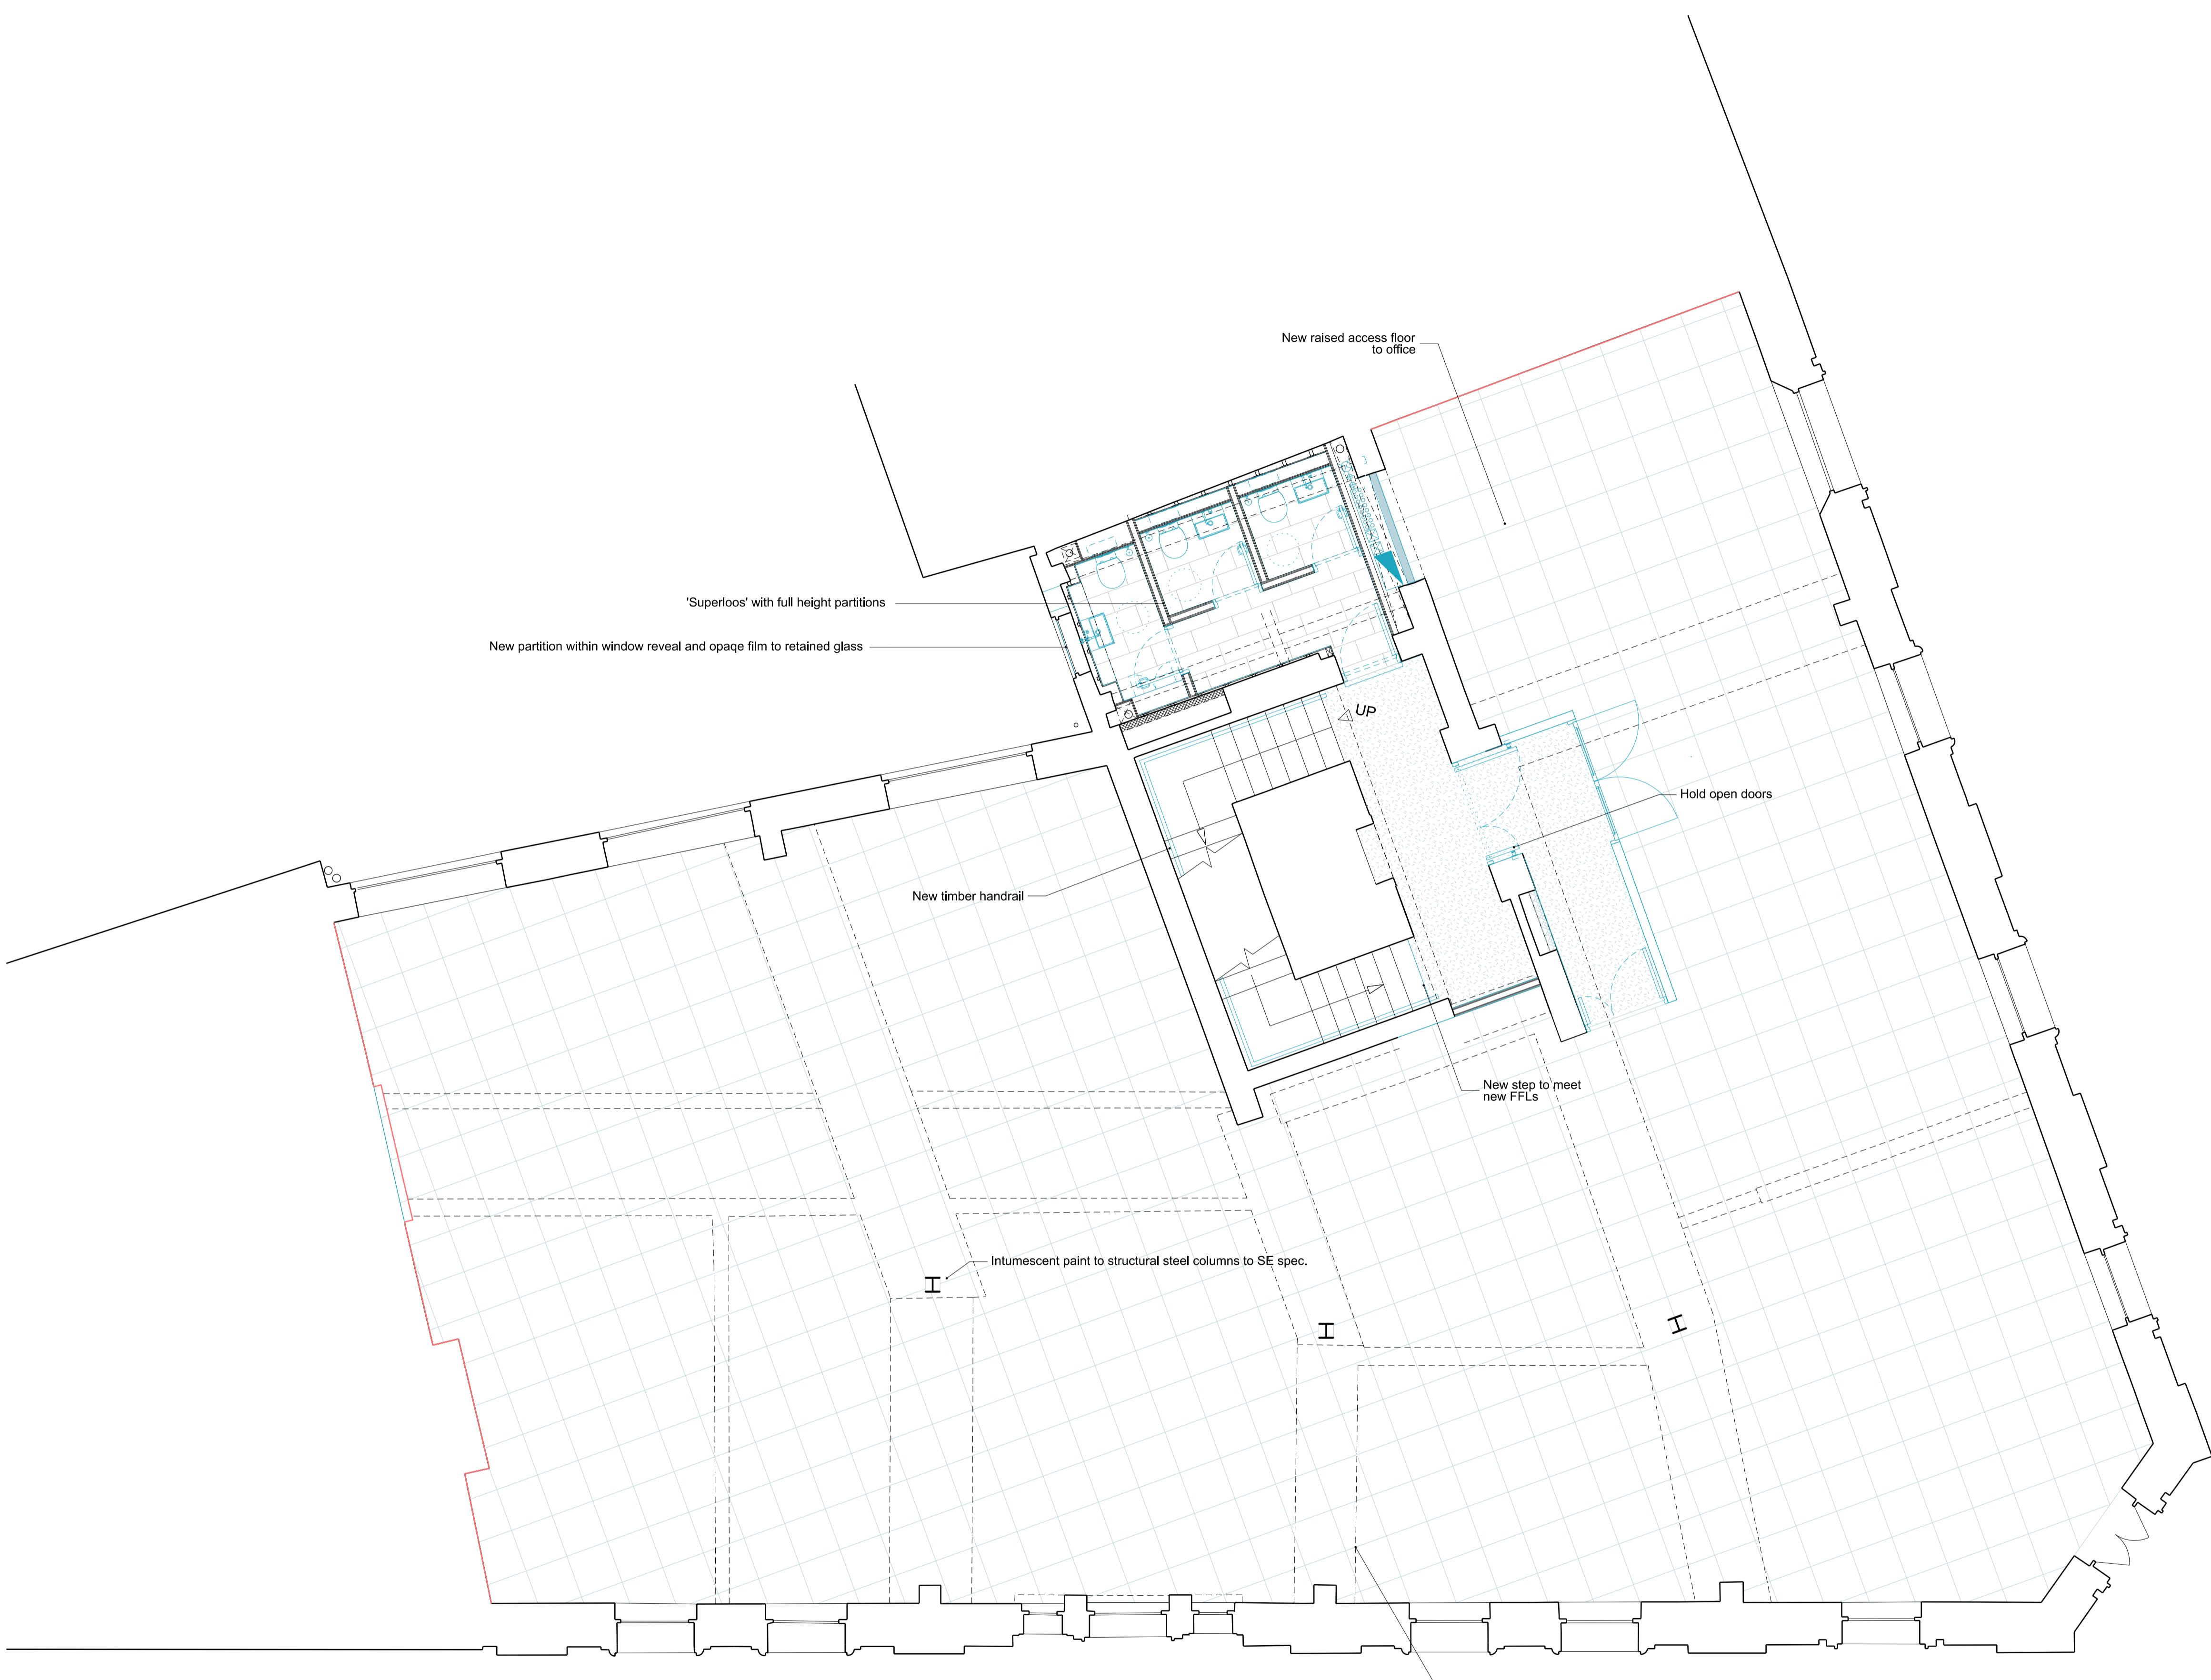 New raised access floor
to office
'Superloos' with full height partitions
New partition within window reveal and opaqe film to retained glass
UP
Hold open doors
New timber handrail
New step to meet
new FFLs
Intumescent paint to structural steel columns to SE spec.